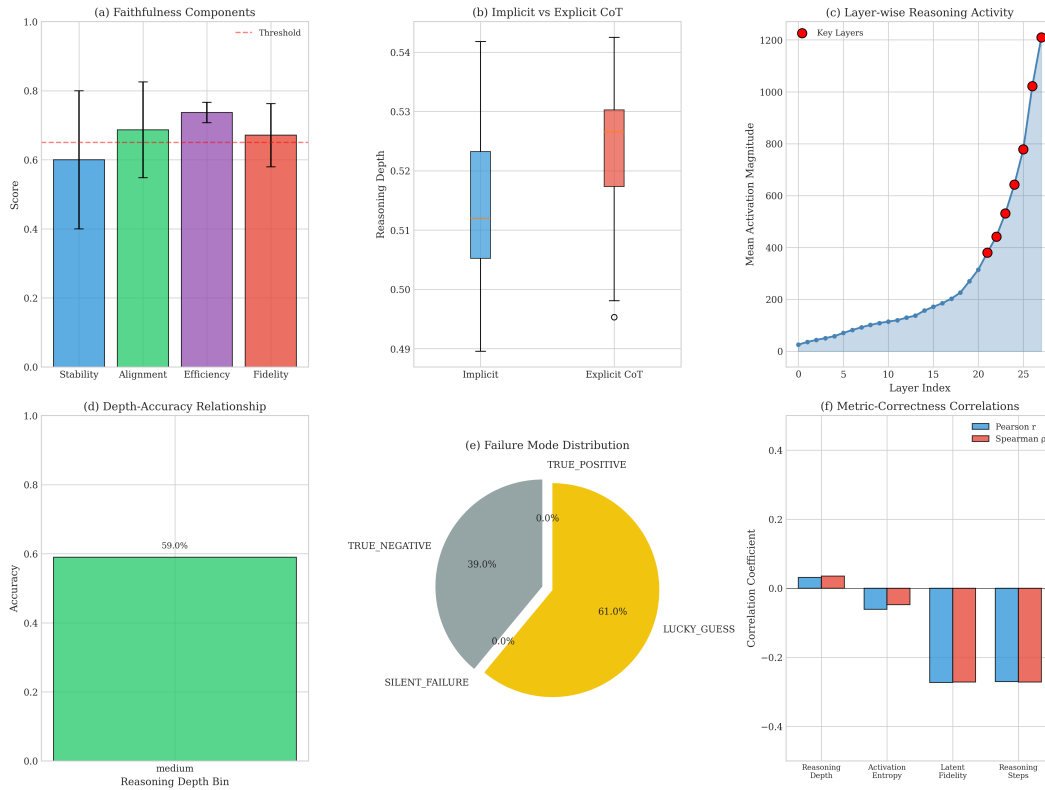 (a) Faithfulness Components
1.0
0.8
0.6
0.4
0.2
0.0
Score
Threshold
Stability
Alignment
Efficiency
Fidelity
(b) Implicit vs Explicit CoT
0.54
0.53
0.52
0.51
0.50
0.49
Reasoning Depth
Implicit
Explicit CoT
(c) Layer-wise Reasoning Activity
Key Layers
1200
1000
800
600
400
200
0
Mean Activation Magnitude
0
5
10
15
20
25
Layer Index
(d) Depth-Accuracy Relationship
1.0
0.8
0.6
0.4
0.2
0.0
Accuracy
59.0%
medium
Reasoning Depth Bin
(e) Failure Mode Distribution
TRUE_POSITIVE
0.0%
TRUE_NEGATIVE
39.0%
61.0%
LUCKY_GUESS
0.0%
SILENT_FAILURE
(f) Metric-Correctness Correlations
Pearson r
Spearman ρ
0.4
0.2
0.0
−0.2
−0.4
Correlation Coefficient
Reasoning
Depth
Activation
Entropy
Latent
Fidelity
Reasoning
Steps